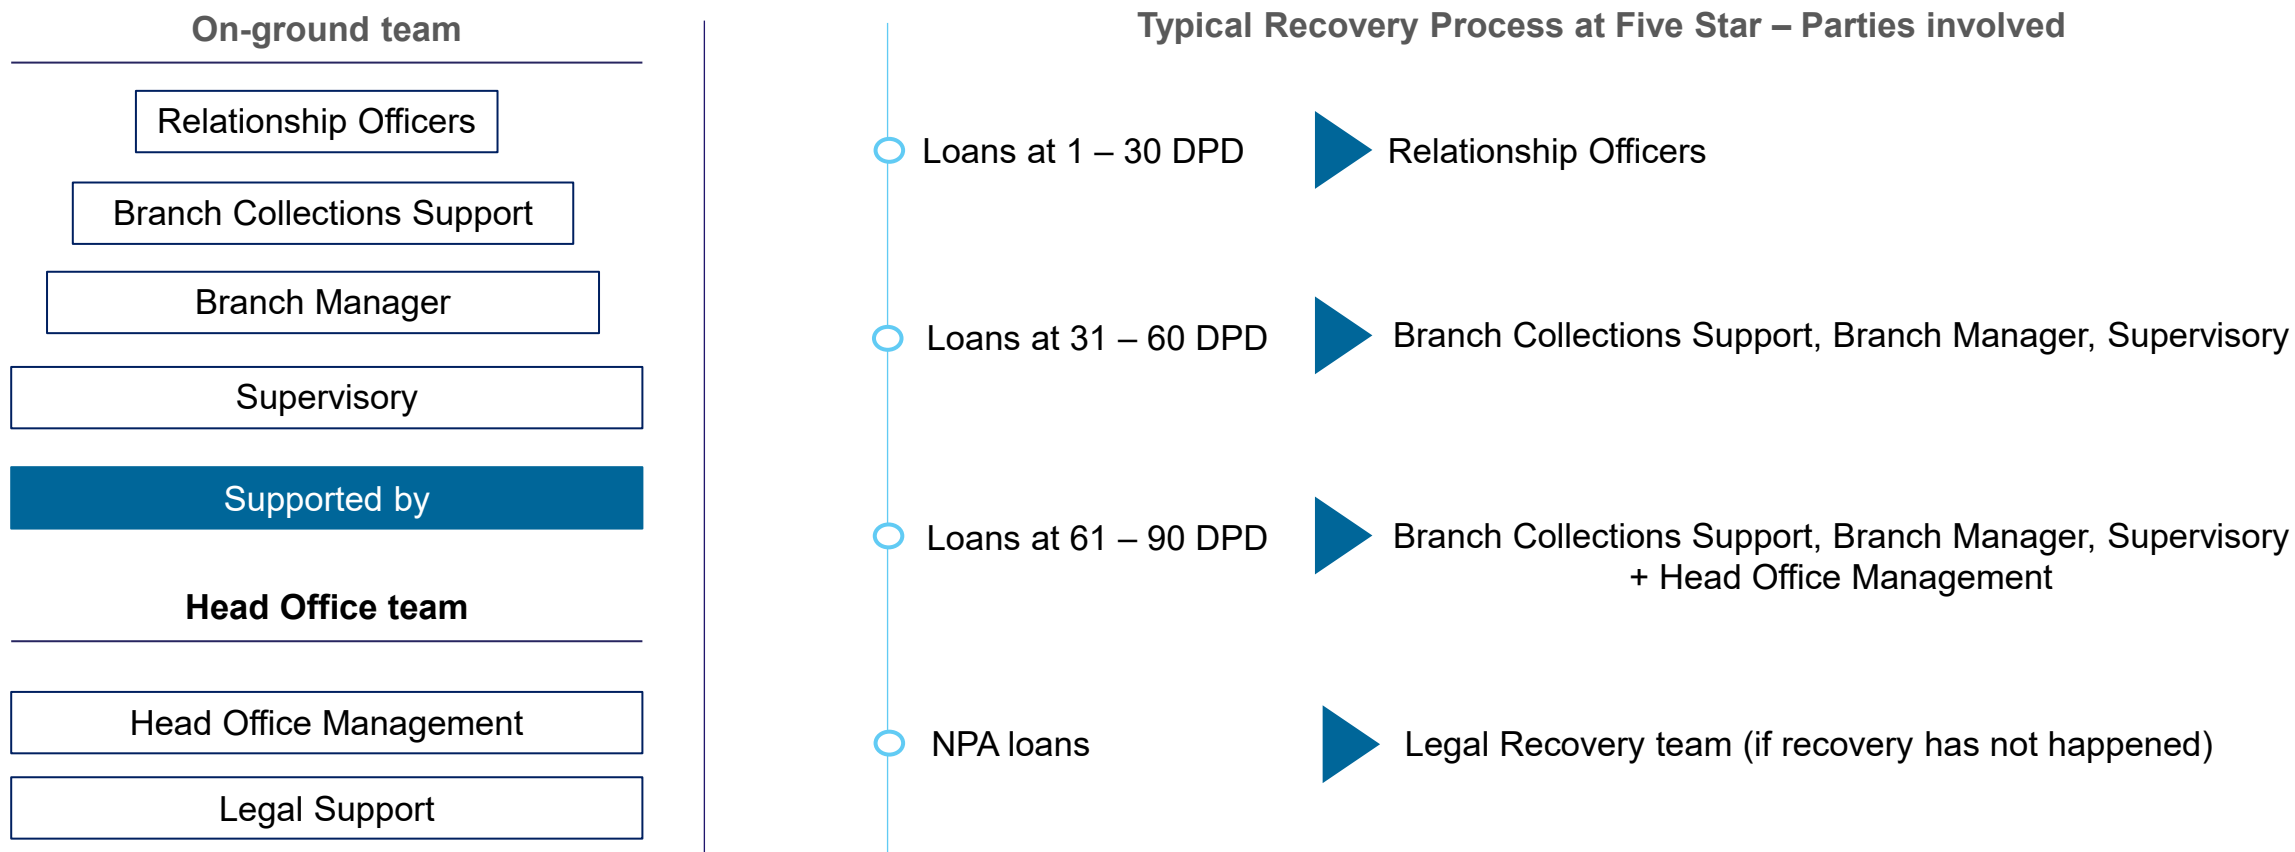 On-ground team
Relationship Officers
Branch Collections Support
Branch Manager
Supervisory
Supported by
Head Office team
Head Office Management
Legal Support
Typical Recovery Process at Five Star – Parties involved
Loans at 1 – 30 DPD
Relationship Officers
Loans at 31 – 60 DPD
Branch Collections Support, Branch Manager, Supervisory
Loans at 61 – 90 DPD
Branch Collections Support, Branch Manager, Supervisory
+ Head Office Management
NPA loans
Legal Recovery team (if recovery has not happened)